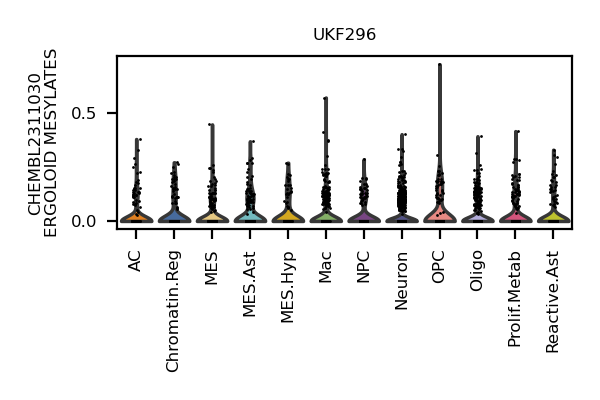 UKF296
CHEMBL2311030
ERGOLOID MESYLATES
0.5
0.0
AC
Chromatin.Reg
MES
MES.Ast
MES.Hyp
Mac
NPC
Neuron
OPC
Oligo
Prolif.Metab
Reactive.Ast